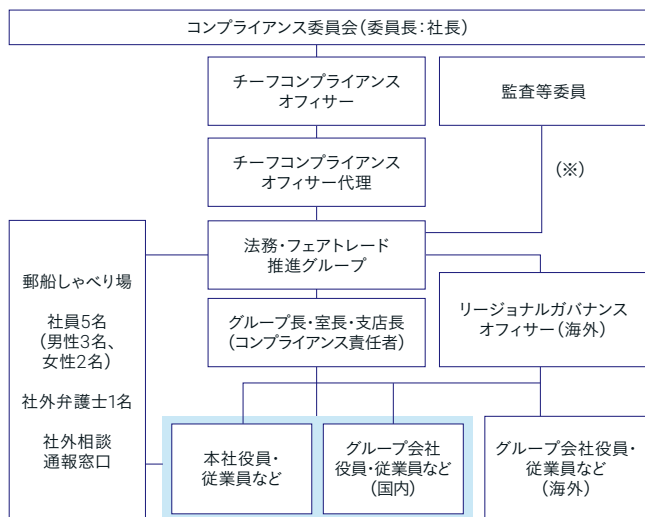 コンプライアンス委員会(委員長:社長)
チーフコンプライアンス
オフィサー
監査等委員
チーフコンプライアンス
オフィサー代理
(※)
法務・フェアトレード
推進グループ
郵船しゃべり場
社員5名
(男性3名、
女性2名)
社外弁護士1名
社外相談
通報窓口
グループ長・室長・支店長
(コンプライアンス責任者)
リージョナルガバナンス
オフィサー(海外)
本社役員・
従業員など
グループ会社
役員・従業員など
(国内)
グループ会社役員・
従業員など
(海外)